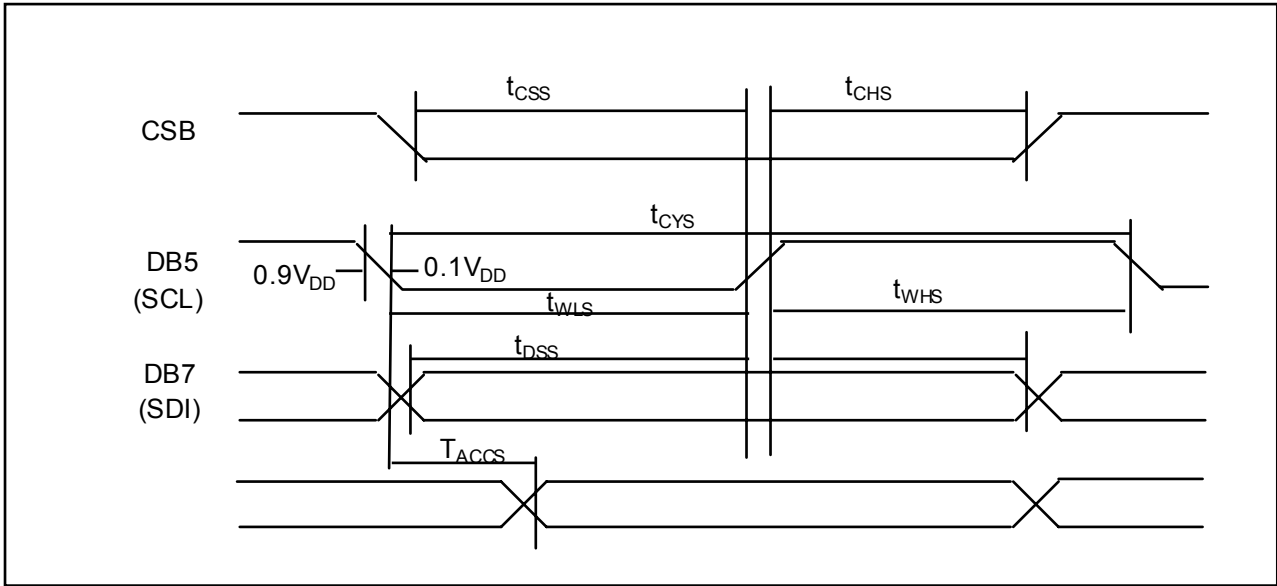 tCSS
tCHS
CSB
tCYS
DB5
(SCL)
0.9VDD
0.1VDD
tWLS
tWHS
tDSS
DB7
(SDI)
TACCS